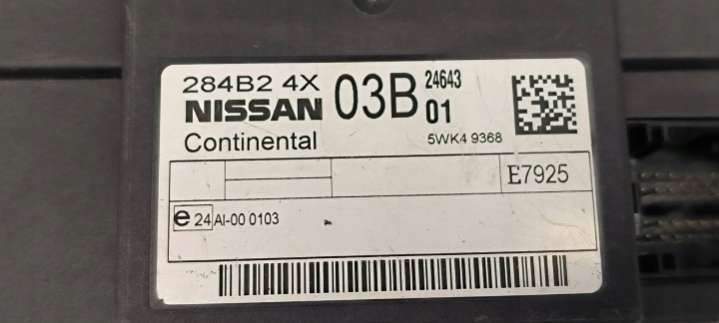 284B2 4X 03B 24643
NISSAN 01
Continental 5WK4 9368
E7925
e 24 AI-00 0103